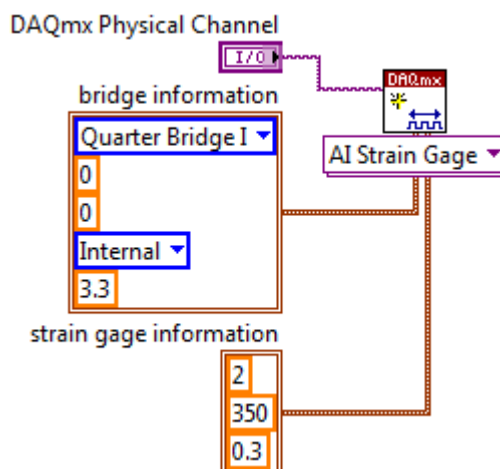 DAQmx Physical Channel
I/O
DAQmx
bridge information
Quarter Bridge I
AI Strain Gage
0
0
Internal
3.3
strain gage information
2
350
0.3